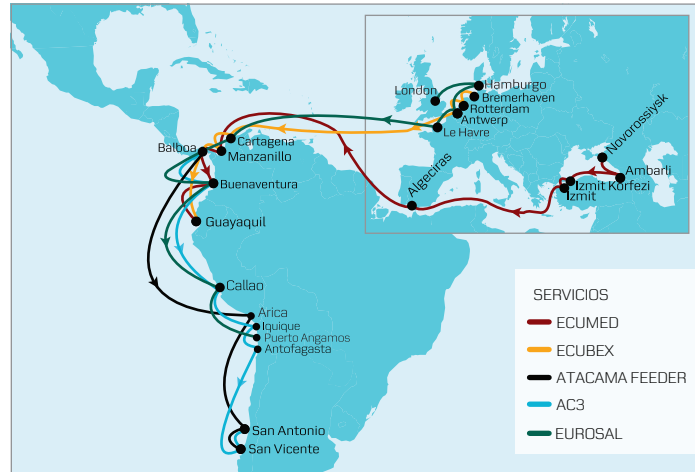 London
Hamburgo
Bremerhaven
Rotterdam
Antwerp
Le Havre
Novorossiysk
Algeciras
Ambarli
Izmit Korfezi
Izmit
Cartagena
Balboa
Manzanillo
Buenaventura
Guayaquil
Callao
Arica
Iquique
Puerto Angamos
Antofagasta
San Antonio
San Vicente
SERVICIOS
ECUMED
ECUBEX
ATACAMA FEEDER
AC3
EUROSAL